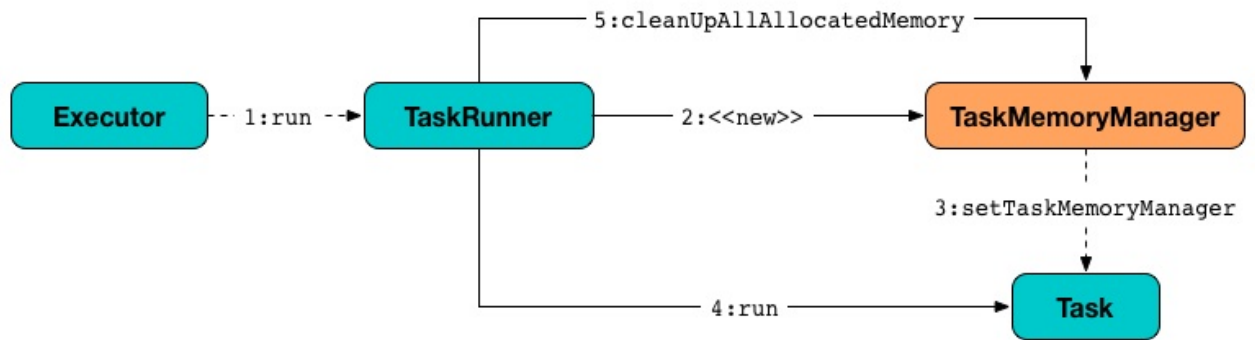 5:cleanUpAllAllocatedMemory
Executor
1:run
TaskRunner
2:<<new>>
TaskMemoryManager
3:setTaskMemoryManager
4:run
Task